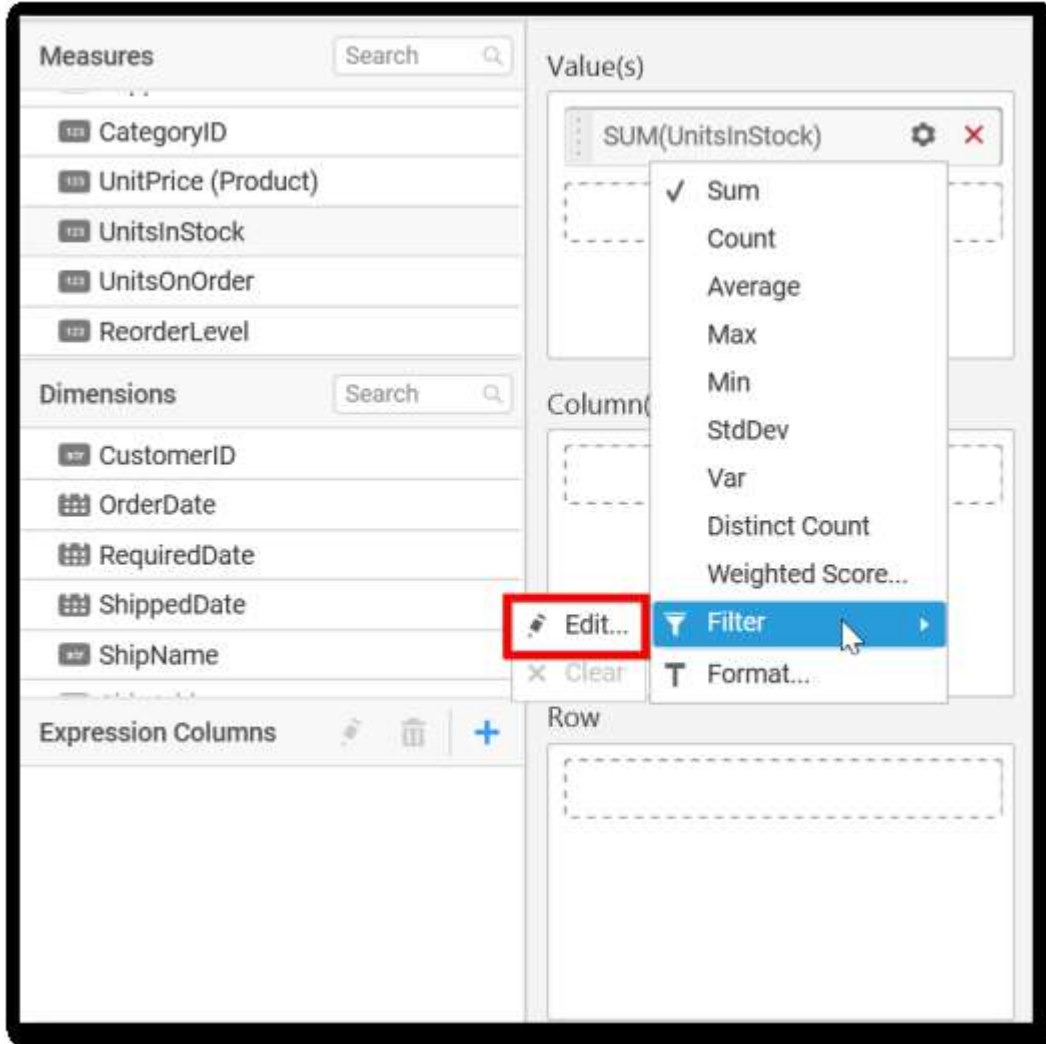 Measures
Search
CategoryID
UnitPrice (Product)
UnitsInStock
UnitsOnOrder
ReorderLevel
Dimensions
Search
CustomerID
OrderDate
RequiredDate
ShippedDate
ShipName
Expression Columns
Value(s)
SUM(UnitsInStock)
Sum
Count
Average
Max
Min
StdDev
Var
Distinct Count
Weighted Score...
Filter
Format...
Edit...
Clear
Column(
Row